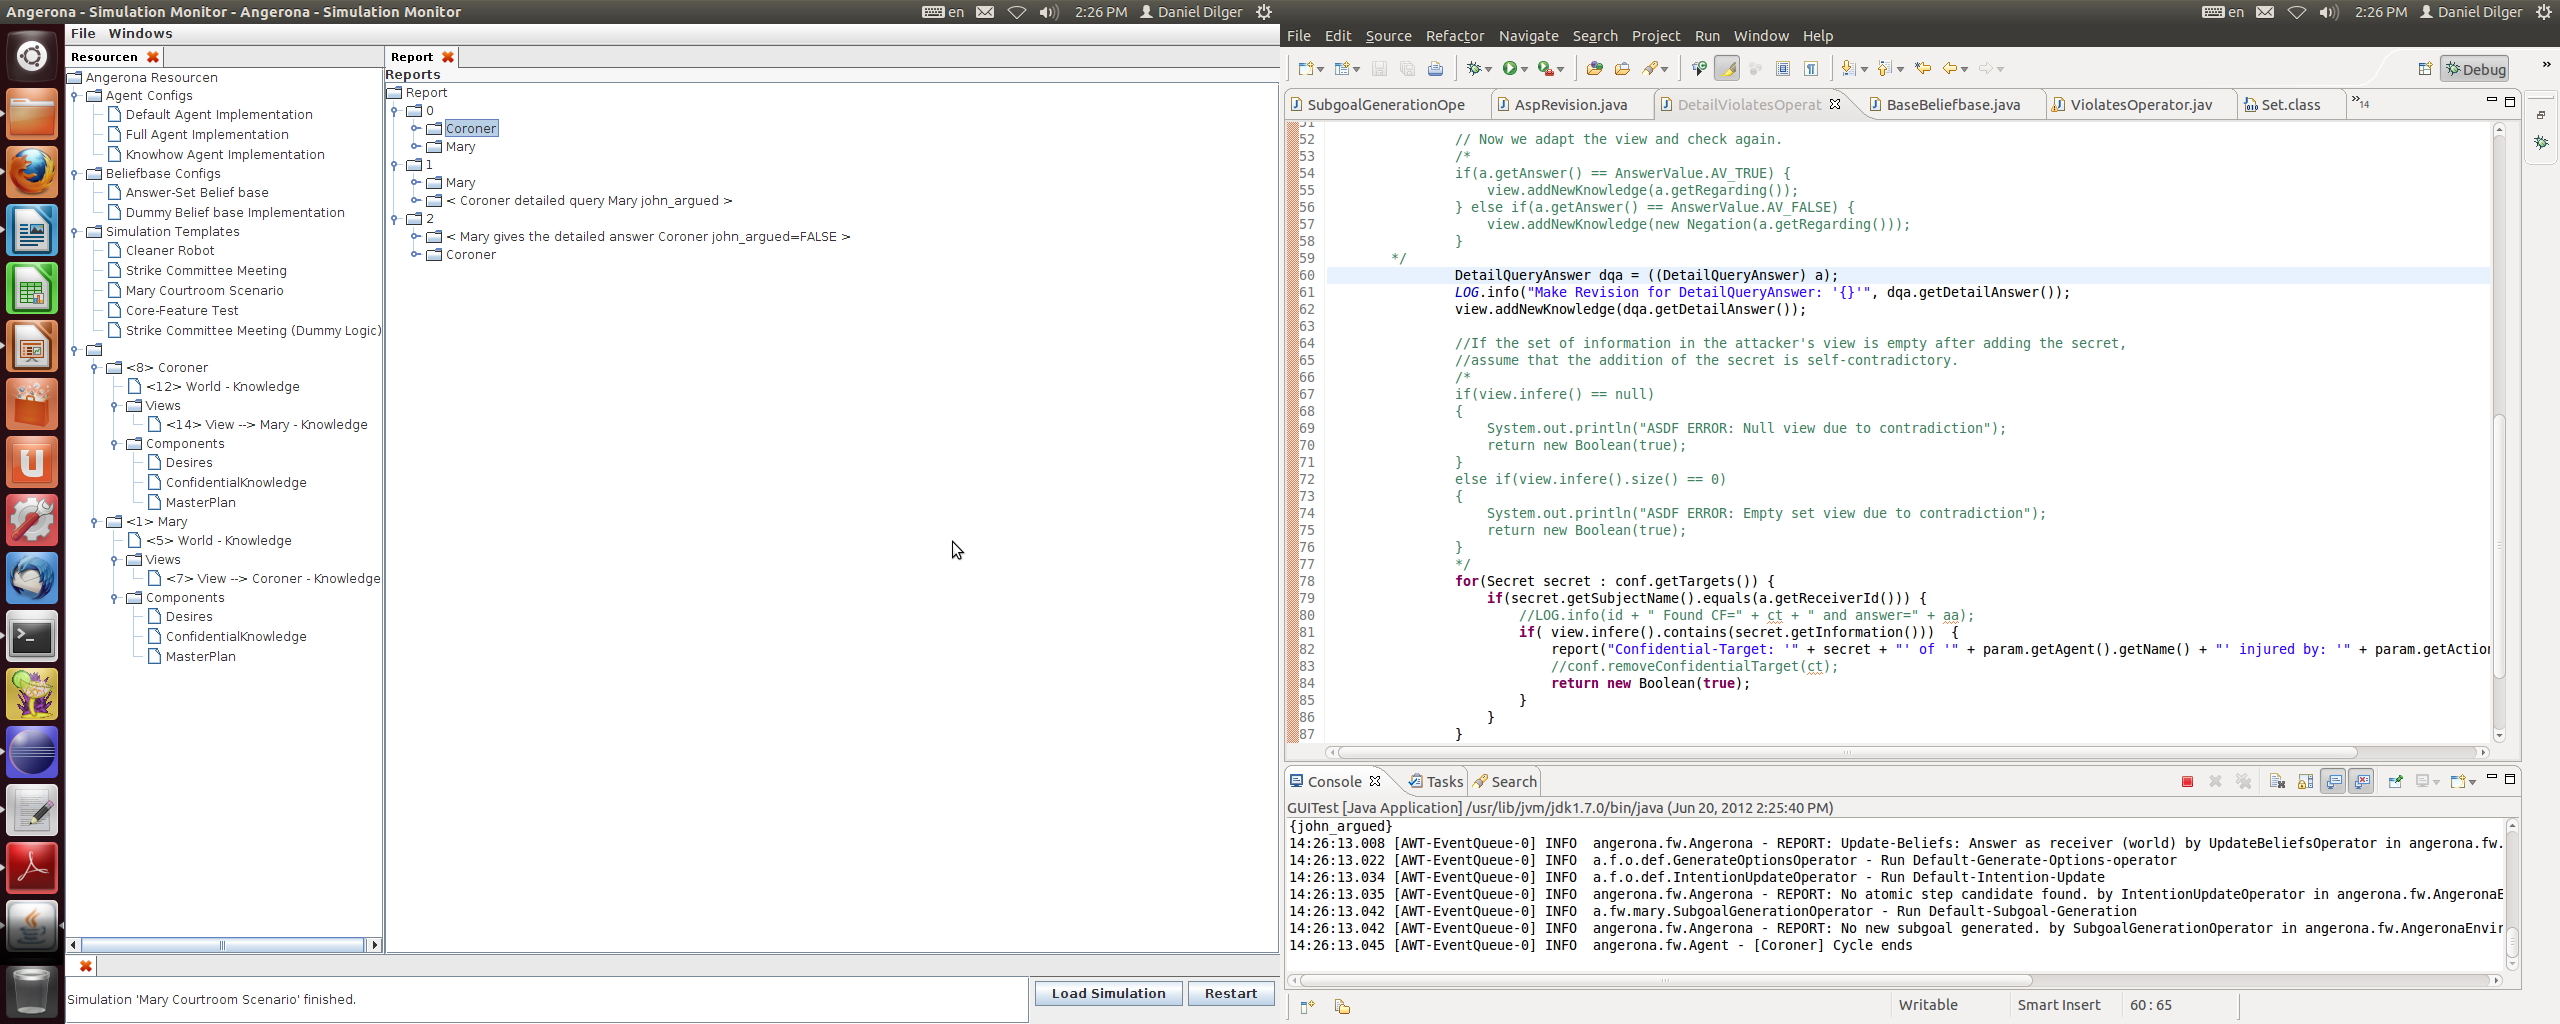 Angerona - Simulation Monitor - Angerona - Simulation Monitor
en
2:26 PM
Daniel Dilger
File Windows
Resourcen
Angerona Resourcen
Agent Configs
Default Agent Implementation
Full Agent Implementation
Knowhow Agent Implementation
Beliefbase Configs
Answer-Set Belief base
Dummy Belief base Implementation
Simulation Templates
Cleaner Robot
Strike Committee Meeting
Mary Courtroom Scenario
Core-Feature Test
Strike Committee Meeting (Dummy Logic)
<8> Coroner
<12> World - Knowledge
Views
<14> View --> Mary - Knowledge
Components
Desires
ConfidentialKnowledge
MasterPlan
<1> Mary
<5> World - Knowledge
Views
<7> View --> Coroner - Knowledge
Components
Desires
ConfidentialKnowledge
MasterPlan
Report
Reports
Report
0
Coroner
Mary
1
Mary
< Coroner detailed query Mary john_argued >
2
< Mary gives the detailed answer Coroner john_argued=FALSE >
Coroner
Simulation 'Mary Courtroom Scenario' finished.
Load Simulation
Restart
en
2:26 PM
Daniel Dilger
File Edit Source Refactor Navigate Search Project Run Window Help
Debug
SubgoalGenerationOpe
AspRevision.java
DetailViolatesOperat
BaseBeliefbase.java
ViolatesOperator.jav
Set.class
»14
51
52 // Now we adapt the view and check again.
53 /*
54 if(a.getAnswer() == AnswerValue.AV_TRUE) {
55 view.addNewKnowledge(a.getRegarding());
56 } else if(a.getAnswer() == AnswerValue.AV_FALSE) {
57 view.addNewKnowledge(new Negation(a.getRegarding()));
58 }
59 */
60 DetailQueryAnswer dqa = ((DetailQueryAnswer) a);
61 LOG.info("Make Revision for DetailQueryAnswer: '{}'", dqa.getDetailAnswer());
62 view.addNewKnowledge(dqa.getDetailAnswer());
63
64 //If the set of information in the attacker's view is empty after adding the secret,
65 //assume that the addition of the secret is self-contradictory.
66 /*
67 if(view.infere() == null)
68 {
69 System.out.println("ASDF ERROR: Null view due to contradiction");
70 return new Boolean(true);
71 }
72 else if(view.infere().size() == 0)
73 {
74 System.out.println("ASDF ERROR: Empty set view due to contradiction");
75 return new Boolean(true);
76 }
77 */
78 for(Secret secret : conf.getTargets()) {
79 if(secret.getSubjectName().equals(a.getReceiverId())) {
80 //LOG.info(id + " Found CF=" + ct + " and answer=" + aa);
81 if( view.infere().contains(secret.getInformation())) {
82 report("Confidential-Target: '" + secret + "' of '" + param.getAgent().getName() + "' injured by: '" + param.getAction
83 //conf.removeConfidentialTarget(ct);
84 return new Boolean(true);
85 }
86 }
87 }
Console
Tasks
Search
GUITest [Java Application] /usr/lib/jvm/jdk1.7.0/bin/java (Jun 20, 2012 2:25:40 PM)
{john_argued}
14:26:13.008 [AWT-EventQueue-0] INFO angerona.fw.Angerona - REPORT: Update-Beliefs: Answer as receiver (world) by UpdateBeliefsOperator in angerona.fw.
14:26:13.022 [AWT-EventQueue-0] INFO a.f.o.def.GenerateOptionsOperator - Run Default-Generate-Options-operator
14:26:13.034 [AWT-EventQueue-0] INFO a.f.o.def.IntentionUpdateOperator - Run Default-Intention-Update
14:26:13.035 [AWT-EventQueue-0] INFO angerona.fw.Angerona - REPORT: No atomic step candidate found. by IntentionUpdateOperator in angerona.fw.AngeronaE
14:26:13.042 [AWT-EventQueue-0] INFO a.fw.mary.SubgoalGenerationOperator - Run Default-Subgoal-Generation
14:26:13.042 [AWT-EventQueue-0] INFO angerona.fw.Angerona - REPORT: No new subgoal generated. by SubgoalGenerationOperator in angerona.fw.AngeronaEnvir
14:26:13.045 [AWT-EventQueue-0] INFO angerona.fw.Agent - [Coroner] Cycle ends
Writable
Smart Insert
60 : 65